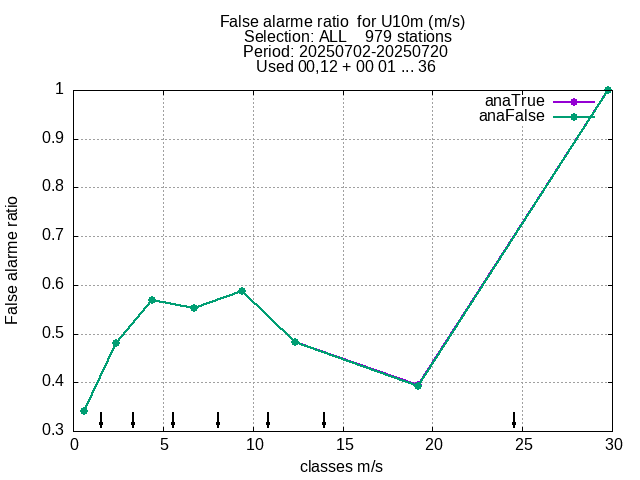 False alarme ratio  for U10m (m/s)
Selection: ALL    979 stations
Period: 20250702-20250720
Used 00,12 + 00 01 ... 36
anaTrue
anaFalse
False alarme ratio
1
0.9
0.8
0.7
0.6
0.5
0.4
0.3
0 5 10 15 20 25 30
classes m/s